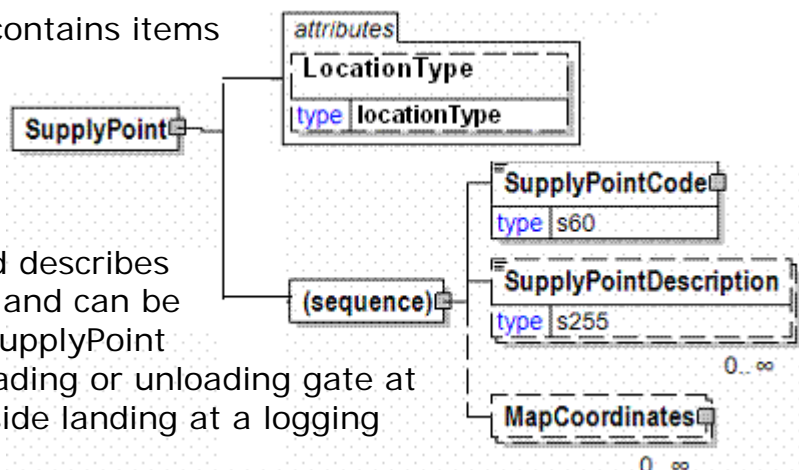 contains items
attributes
LocationType
type locationType
SupplyPoint
SupplyPointCode
type s60
d describes
and can be
upplyPoint
ading or unloading gate at
ide landing at a logging
(sequence)
SupplyPointDescription
type s255
0.. ∞
MapCoordinates
0.. ∞